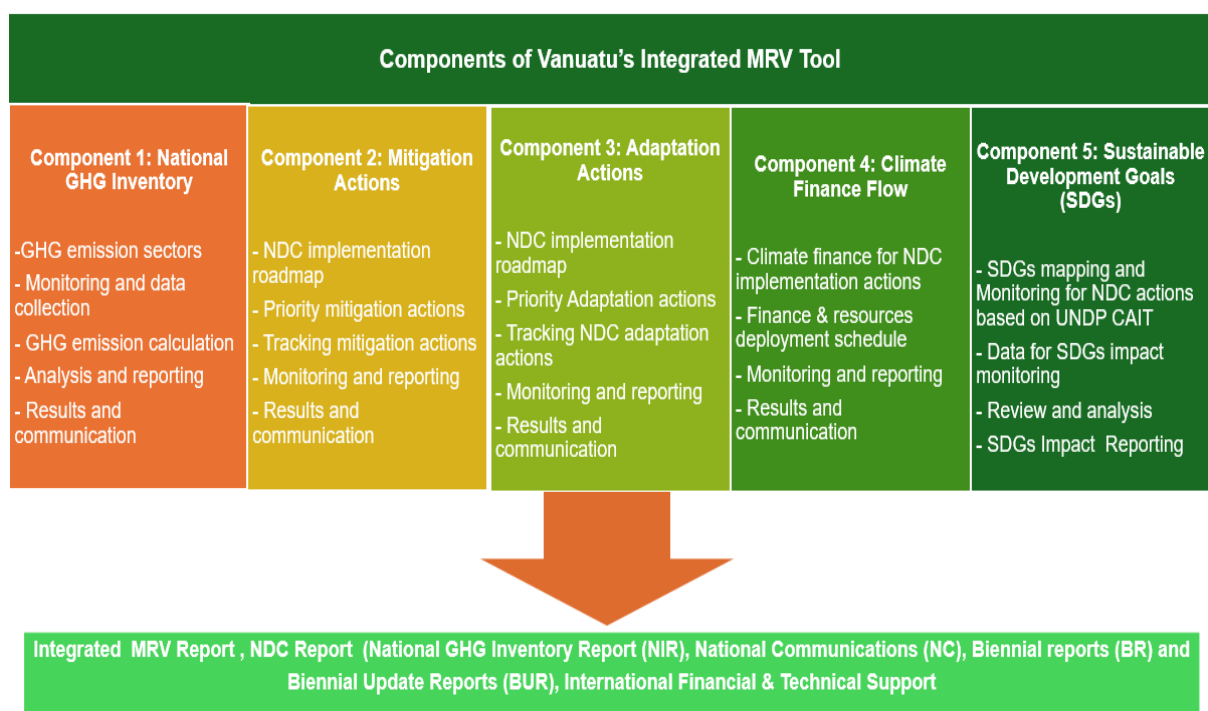 Components of Vanuatu's Integrated MRV Tool
Component 1: National
GHG Inventory
-GHG emission sectors
- Monitoring and data
collection
- GHG emission calculation
- Analysis and reporting
- Results and
communication
Component 2: Mitigation
Actions
- NDC implementation
roadmap
- Priority mitigation actions
- Tracking mitigation actions
- Monitoring and reporting
- Results and
communication
Component 3: Adaptation
Actions
- NDC implementation
roadmap
- Priority Adaptation actions
- Tracking NDC adaptation
actions
- Monitoring and reporting
- Results and
communication
Component 4: Climate
Finance Flow
- Climate finance for NDC
implementation actions
- Finance & resources
deployment schedule
- Monitoring and reporting
- Results and
communication
Component 5: Sustainable
Development Goals
(SDGs)
- SDGs mapping and
Monitoring for NDC actions
based on UNDP CAIT
- Data for SDGs impact
monitoring
- Review and analysis
- SDGs Impact  Reporting
Integrated  MRV Report , NDC Report  (National GHG Inventory Report (NIR), National Communications (NC), Biennial reports (BR) and
Biennial Update Reports (BUR), International Financial & Technical Support